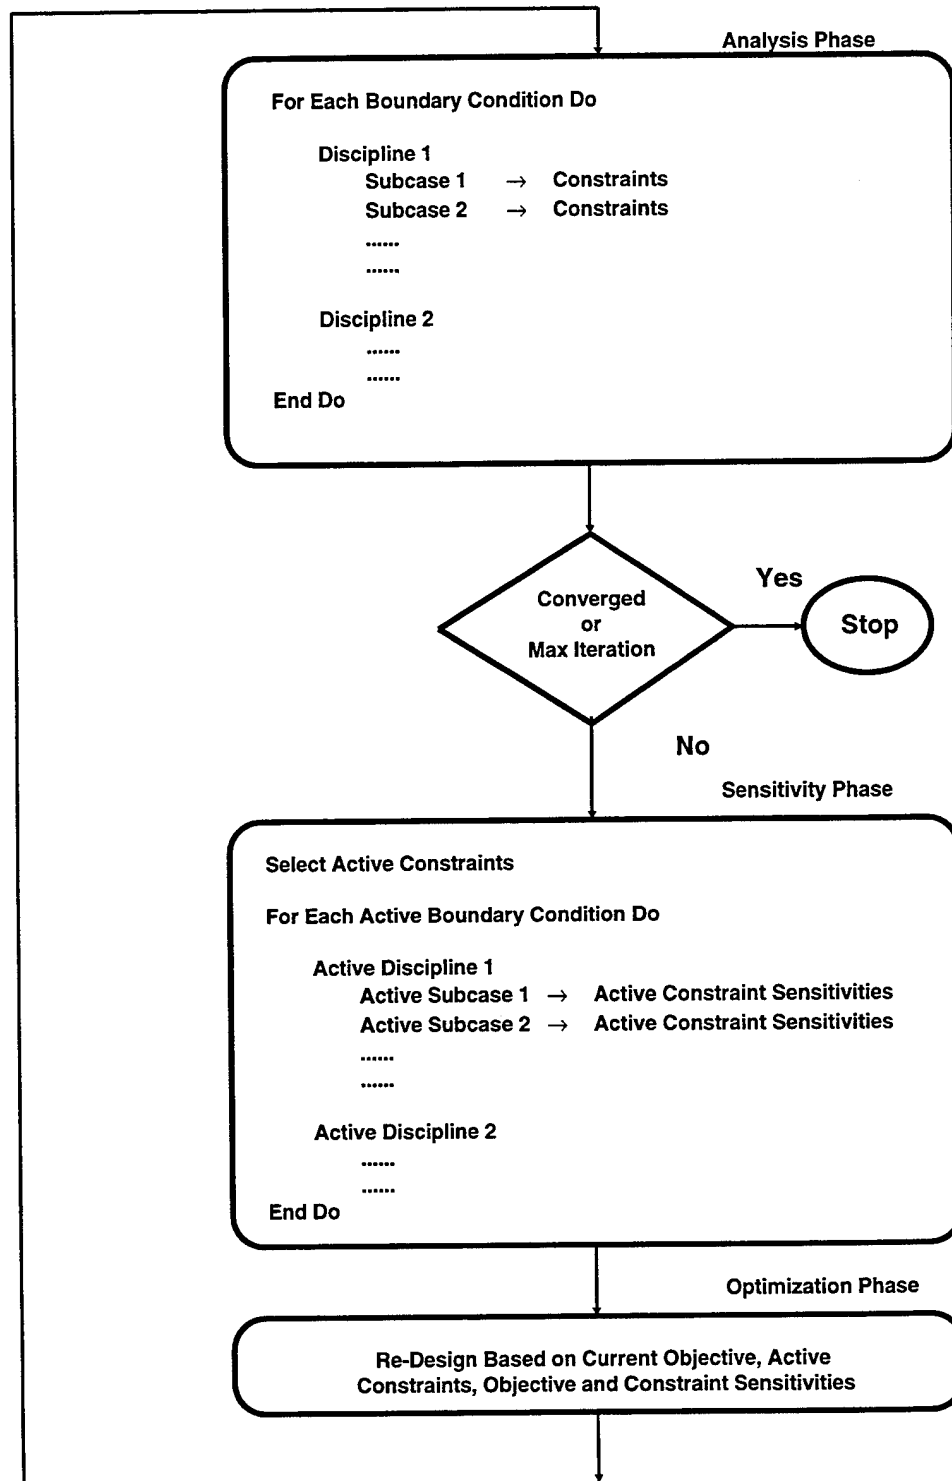 Analysis Phase
For Each Boundary Condition Do
Discipline 1
Subcase 1 → Constraints
Subcase 2 → Constraints
......
......
Discipline 2
......
......
End Do
Converged
or
Max Iteration
Yes
Stop
No
Sensitivity Phase
Select Active Constraints
For Each Active Boundary Condition Do
Active Discipline 1
Active Subcase 1 → Active Constraint Sensitivities
Active Subcase 2 → Active Constraint Sensitivities
......
......
Active Discipline 2
......
......
End Do
Optimization Phase
Re-Design Based on Current Objective, Active
Constraints, Objective and Constraint Sensitivities